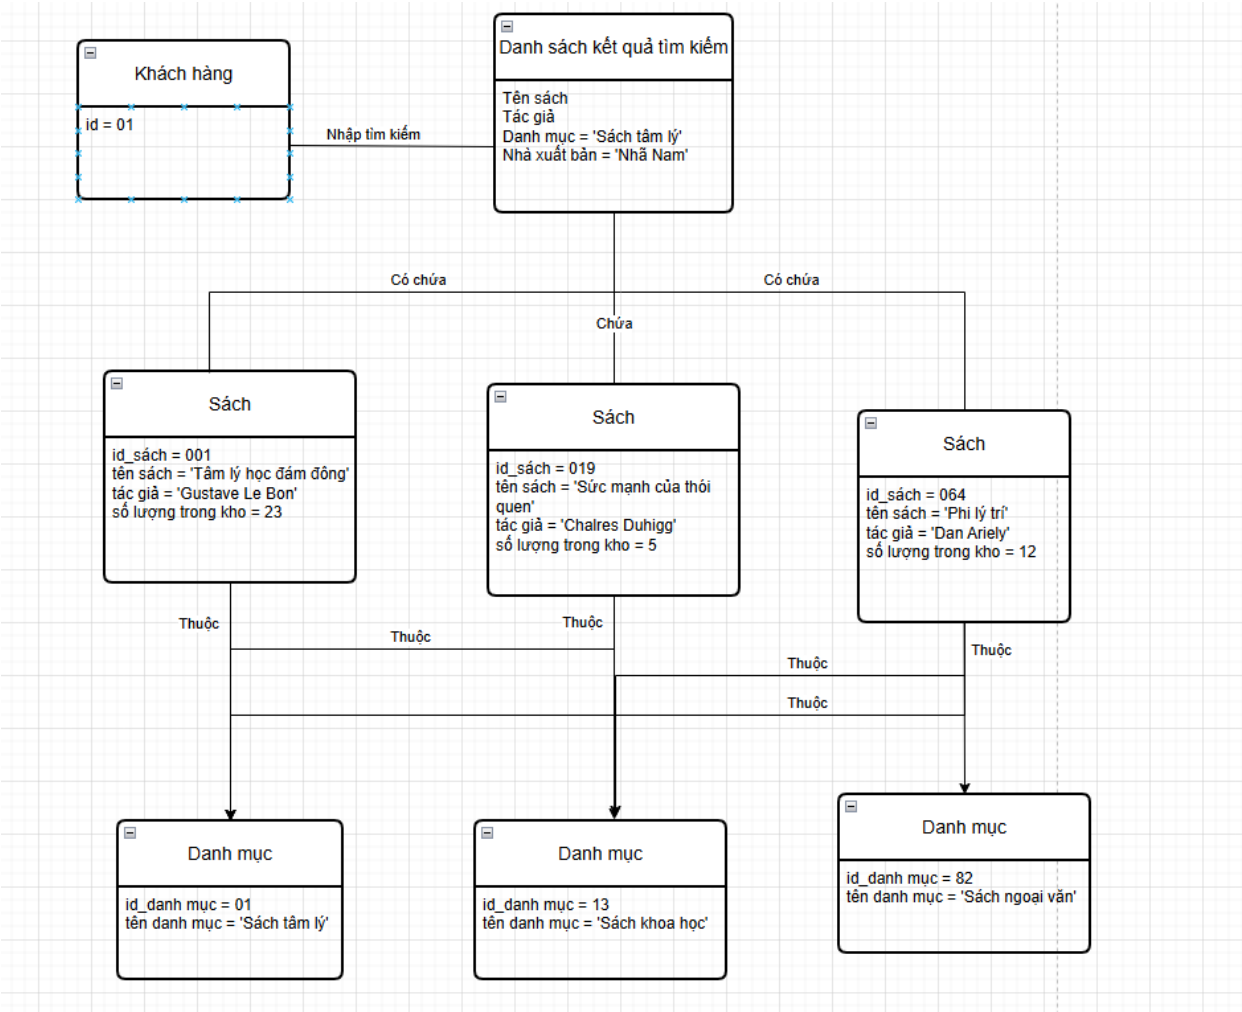 Khách hàng
id = 01
Nhập tìm kiếm
Danh sách kết quả tìm kiếm
Tên sách
Tác giả
Danh mục = 'Sách tâm lý'
Nhà xuất bản = 'Nhã Nam'
Có chứa
Có chứa
Chứa
Sách
id_sách = 001
tên sách = 'Tâm lý học đám đông'
tác giả = 'Gustave Le Bon'
số lượng trong kho = 23
Sách
id_sách = 019
tên sách = 'Sức mạnh của thói
quen'
tác giả = 'Chalres Duhigg'
số lượng trong kho = 5
Sách
id_sách = 064
tên sách = 'Phi lý trí'
tác giả = 'Dan Ariely'
số lượng trong kho = 12
Thuộc
Thuộc
Thuộc
Thuộc
Thuộc
Thuộc
Danh mục
id_danh mục = 01
tên danh mục = 'Sách tâm lý'
Danh mục
id_danh mục = 13
tên danh mục = 'Sách khoa học'
Danh mục
id_danh mục = 82
tên danh mục = 'Sách ngoại văn'